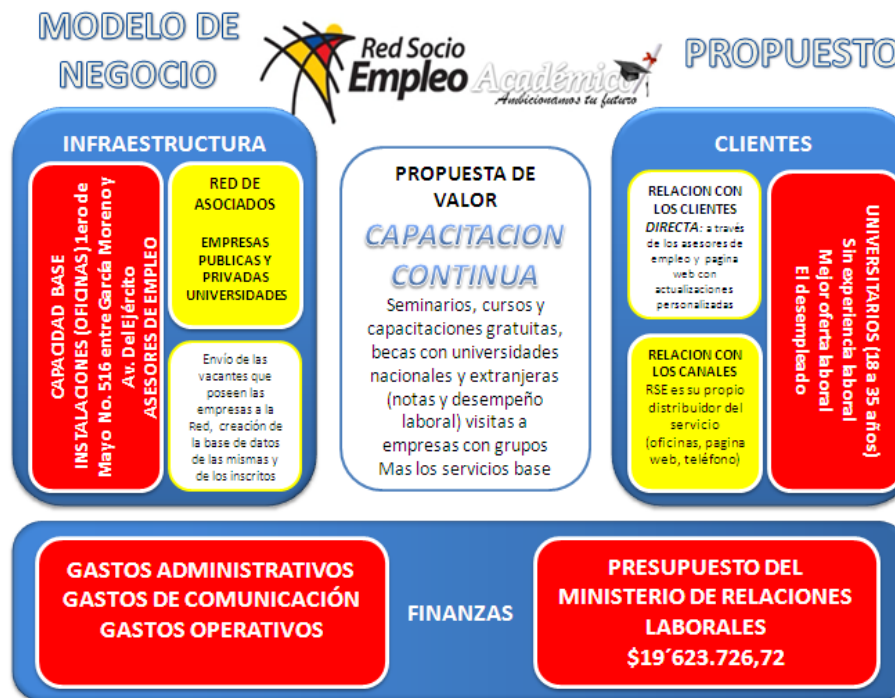 MODELO DE
NEGOCIO
Red Socio
Empleo Académico
Ambicionamos tu futuro
PROPUESTO
INFRAESTRUCTURA
CAPACIDAD BASE
INSTALACIONES (OFICINAS) 1ero de
Mayo No. 516 entre García Moreno y
Av. Del Ejército
ASESORES DE EMPLEO
RED DE
ASOCIADOS
EMPRESAS
PUBLICAS Y
PRIVADAS
UNIVERSIDADES
Envío de las
vacantes que
poseen las
empresas a la
Red, creación de
la base de datos
de las mismas y
de los inscritos
PROPUESTA DE
VALOR
CAPACITACION
CONTINUA
Seminarios, cursos y
capacitaciones gratuitas,
becas con universidades
nacionales y extranjeras
(notas y desempeño
laboral) visitas a
empresas con grupos
Mas los servicios base
CLIENTES
RELACION CON
LOS CLIENTES
DIRECTA: a través
de los asesores de
empleo y pagina
web con
actualizaciones
personalizadas
RELACION CON
LOS CANALES
RSE es su propio
distribuidor del
servicio
(oficinas, pagina
web, teléfono)
UNIVERSITARIOS (18 a 35 años)
Sin experiencia laboral
Mejor oferta laboral
El desempleado
GASTOS ADMINISTRATIVOS
GASTOS DE COMUNICACIÓN
GASTOS OPERATIVOS
FINANZAS
PRESUPUESTO DEL
MINISTERIO DE RELACIONES
LABORALES
$19´623.726,72